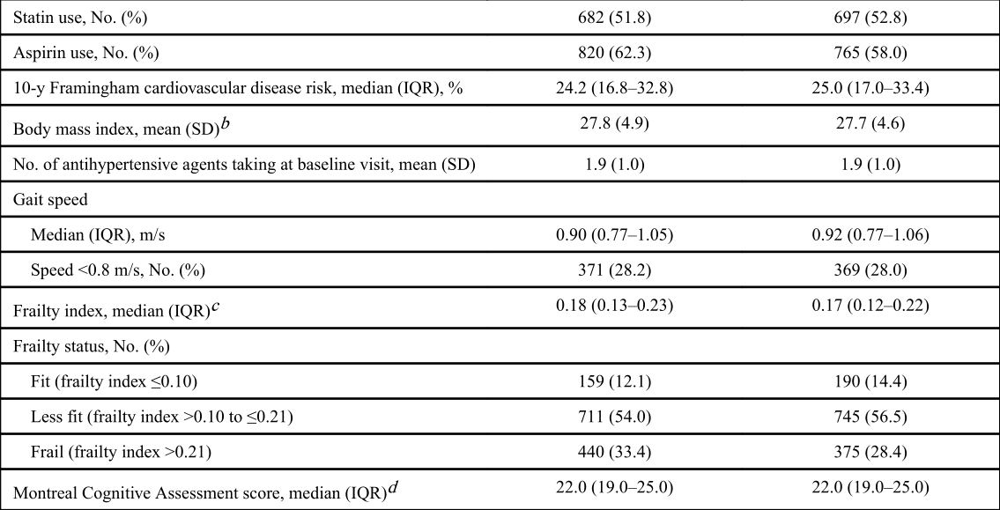 Statin use, No. (%) 682 (51.8) 697 (52.8)
Aspirin use, No. (%) 820 (62.3) 765 (58.0)
10-y Framingham cardiovascular disease risk, median (IQR), % 24.2 (16.8–32.8) 25.0 (17.0–33.4)
Body mass index, mean (SD)b 27.8 (4.9) 27.7 (4.6)
No. of antihypertensive agents taking at baseline visit, mean (SD) 1.9 (1.0) 1.9 (1.0)
Gait speed
Median (IQR), m/s 0.90 (0.77–1.05) 0.92 (0.77–1.06)
Speed <0.8 m/s, No. (%) 371 (28.2) 369 (28.0)
Frailty index, median (IQR)c 0.18 (0.13–0.23) 0.17 (0.12–0.22)
Frailty status, No. (%)
Fit (frailty index ≤0.10) 159 (12.1) 190 (14.4)
Less fit (frailty index >0.10 to ≤0.21) 711 (54.0) 745 (56.5)
Frail (frailty index >0.21) 440 (33.4) 375 (28.4)
Montreal Cognitive Assessment score, median (IQR)d 22.0 (19.0–25.0) 22.0 (19.0–25.0)